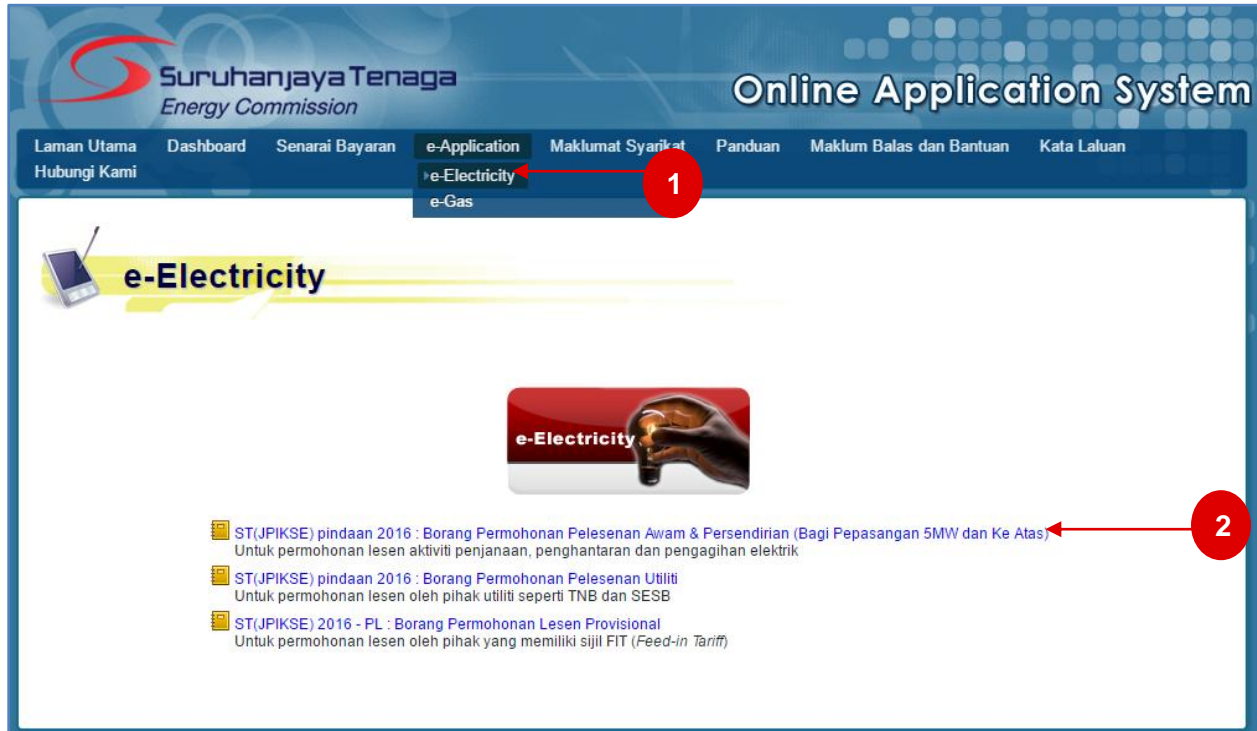 Suruhanjaya Tenaga
Energy Commission
Online Application System
Laman Utama Dashboard Senarai Bayaran e-Application Maklumat Syarikat Panduan Maklum Balas dan Bantuan Kata Laluan
Hubungi Kami
e-Electricity
e-Gas
1
e-Electricity
e-Electricity
ST(JPIKSE) pindaan 2016 : Borang Permohonan Pelesenan Awam & Persendirian (Bagi Pepasangan 5MW dan Ke Atas)
2
Untuk permohonan lesen aktiviti penjanaan, penghantaran dan pengagihan elektrik
ST(JPIKSE) pindaan 2016 : Borang Permohonan Pelesenan Utiliti
Untuk permohonan lesen oleh pihak utiliti seperti TNB dan SESB
ST(JPIKSE) 2016 - PL : Borang Permohonan Lesen Provisional
Untuk permohonan lesen oleh pihak yang memiliki sijil FIT (Feed-in Tariff)